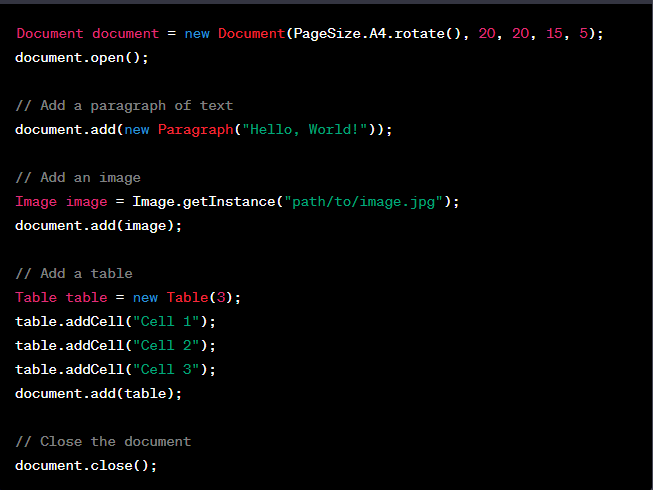 Document document = new Document(PageSize.A4.rotate(), 20, 20, 15, 5);
document.open();
// Add a paragraph of text
document.add(new Paragraph("Hello, World!"));
// Add an image
Image image = Image.getInstance("path/to/image.jpg");
document.add(image);
// Add a table
Table table = new Table(3);
table.addCell("Cell 1");
table.addCell("Cell 2");
table.addCell("Cell 3");
document.add(table);
// Close the document
document.close();